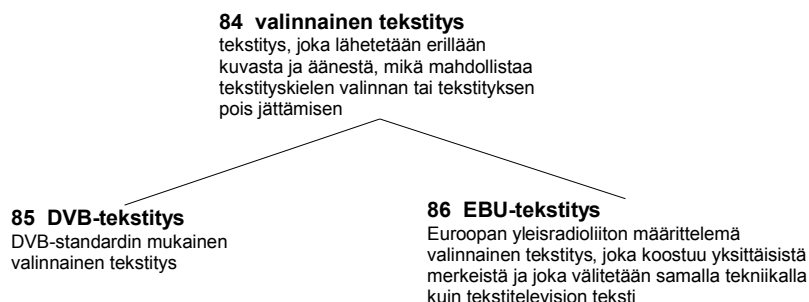 84 valinnainen tekstitys
tekstitys, joka lähetetään erillään
kuvasta ja äänestä, mikä mahdollistaa
tekstityskielen valinnan tai tekstityksen
pois jättämisen
85 DVB-tekstitys
DVB-standardin mukainen
valinnainen tekstitys
86 EBU-tekstitys
Euroopan yleisradioliiton määrittelemä
valinnainen tekstitys, joka koostuu yksittäisistä
merkeistä ja joka välitetään samalla tekniikalla
kuin tekstitelevision teksti